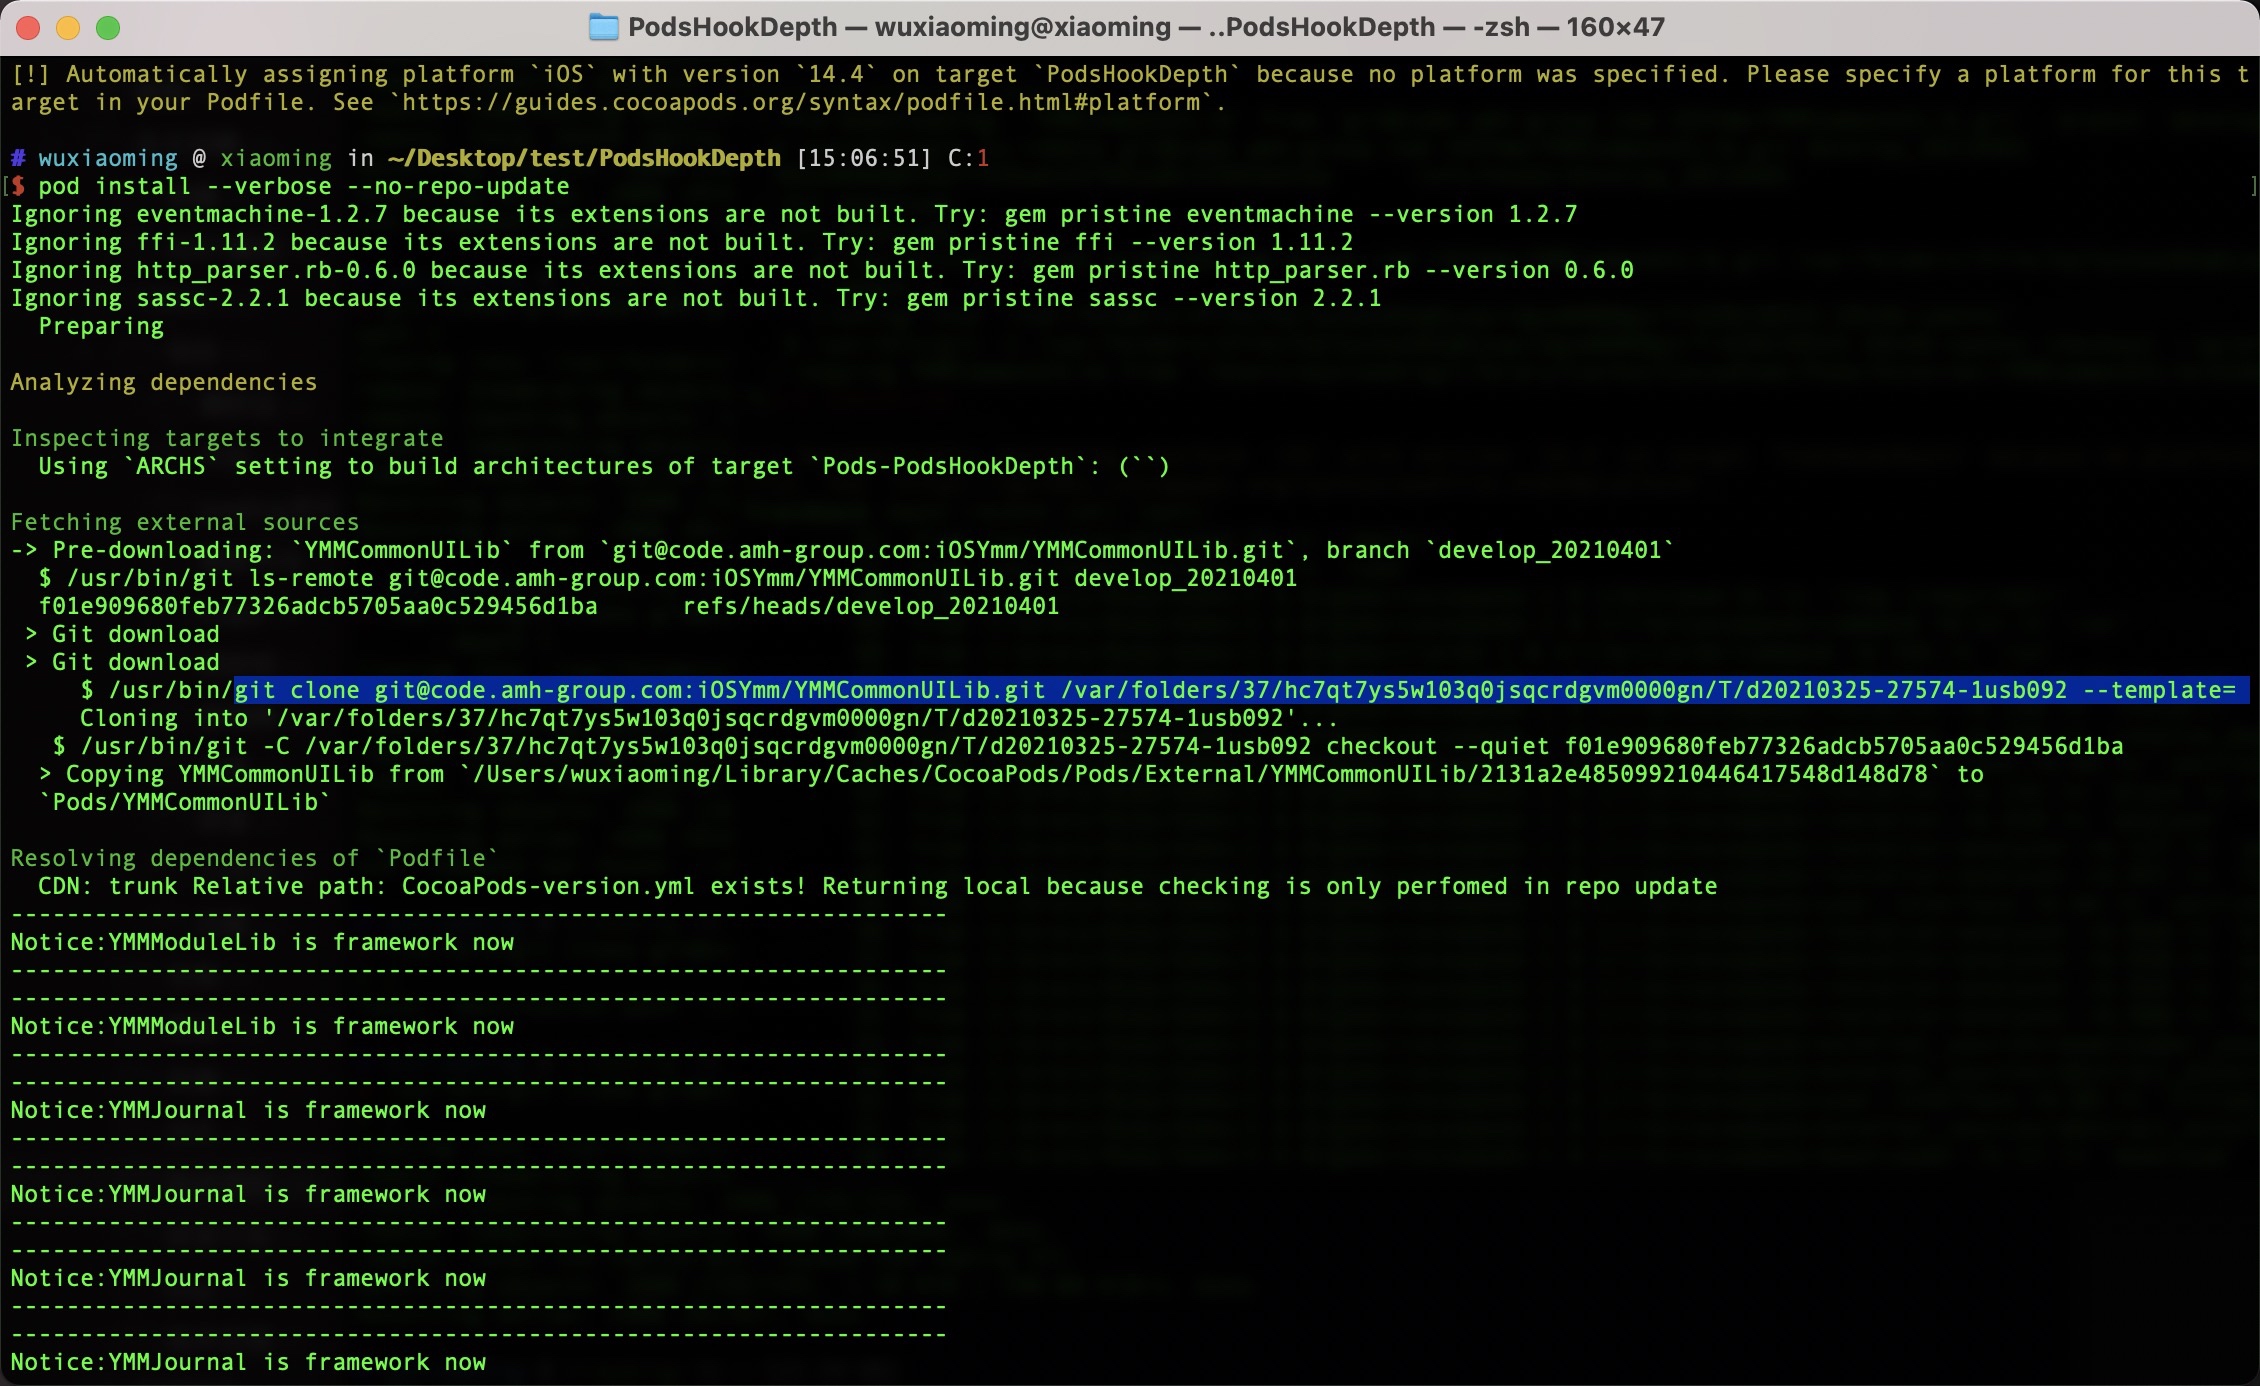 PodsHookDepth — wuxiaoming@xiaoming — ..PodsHookDepth — -zsh — 160×47
[!] Automatically assigning platform `iOS` with version `14.4` on target `PodsHookDepth` because no platform was specified. Please specify a platform for this t
arget in your Podfile. See `https://guides.cocoapods.org/syntax/podfile.html#platform`.
# wuxiaoming @ xiaoming in ~/Desktop/test/PodsHookDepth [15:06:51] C:1
[$ pod install --verbose --no-repo-update ]
Ignoring eventmachine-1.2.7 because its extensions are not built. Try: gem pristine eventmachine --version 1.2.7
Ignoring ffi-1.11.2 because its extensions are not built. Try: gem pristine ffi --version 1.11.2
Ignoring http_parser.rb-0.6.0 because its extensions are not built. Try: gem pristine http_parser.rb --version 0.6.0
Ignoring sassc-2.2.1 because its extensions are not built. Try: gem pristine sassc --version 2.2.1
  Preparing
Analyzing dependencies
Inspecting targets to integrate
  Using `ARCHS` setting to build architectures of target `Pods-PodsHookDepth`: (``)
Fetching external sources
-> Pre-downloading: `YMMCommonUILib` from `git@code.amh-group.com:iOSYmm/YMMCommonUILib.git`, branch `develop_20210401`
  $ /usr/bin/git ls-remote git@code.amh-group.com:iOSYmm/YMMCommonUILib.git develop_20210401
  f01e909680feb77326adcb5705aa0c529456d1ba      refs/heads/develop_20210401
 > Git download
 > Git download
     $ /usr/bin/git clone git@code.amh-group.com:iOSYmm/YMMCommonUILib.git /var/folders/37/hc7qt7ys5w103q0jsqcrdgvm0000gn/T/d20210325-27574-1usb092 --template=
     Cloning into '/var/folders/37/hc7qt7ys5w103q0jsqcrdgvm0000gn/T/d20210325-27574-1usb092'...
   $ /usr/bin/git -C /var/folders/37/hc7qt7ys5w103q0jsqcrdgvm0000gn/T/d20210325-27574-1usb092 checkout --quiet f01e909680feb77326adcb5705aa0c529456d1ba
  > Copying YMMCommonUILib from `/Users/wuxiaoming/Library/Caches/CocoaPods/Pods/External/YMMCommonUILib/2131a2e485099210446417548d148d78` to
  `Pods/YMMCommonUILib`
Resolving dependencies of `Podfile`
  CDN: trunk Relative path: CocoaPods-version.yml exists! Returning local because checking is only perfomed in repo update
-------------------------------------------------------------------
Notice:YMMModuleLib is framework now
-------------------------------------------------------------------
-------------------------------------------------------------------
Notice:YMMModuleLib is framework now
-------------------------------------------------------------------
-------------------------------------------------------------------
Notice:YMMJournal is framework now
-------------------------------------------------------------------
-------------------------------------------------------------------
Notice:YMMJournal is framework now
-------------------------------------------------------------------
-------------------------------------------------------------------
Notice:YMMJournal is framework now
-------------------------------------------------------------------
-------------------------------------------------------------------
Notice:YMMJournal is framework now